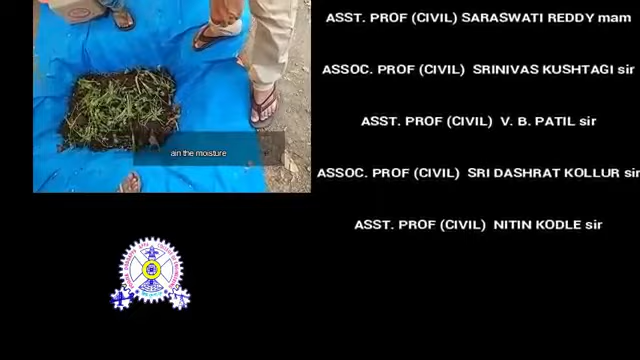 ASST. PROF (CIVIL) SARASWATI REDDY mam
ASSOC. PROF (CIVIL) SRINIVAS KUSHTAGI sir
ASST. PROF (CIVIL) V. B. PATIL sir
ASSOC. PROF (CIVIL) SRI DASHRAT KOLLUR sir
ASST. PROF (CIVIL) NITIN KODLE sir
ain the moisture